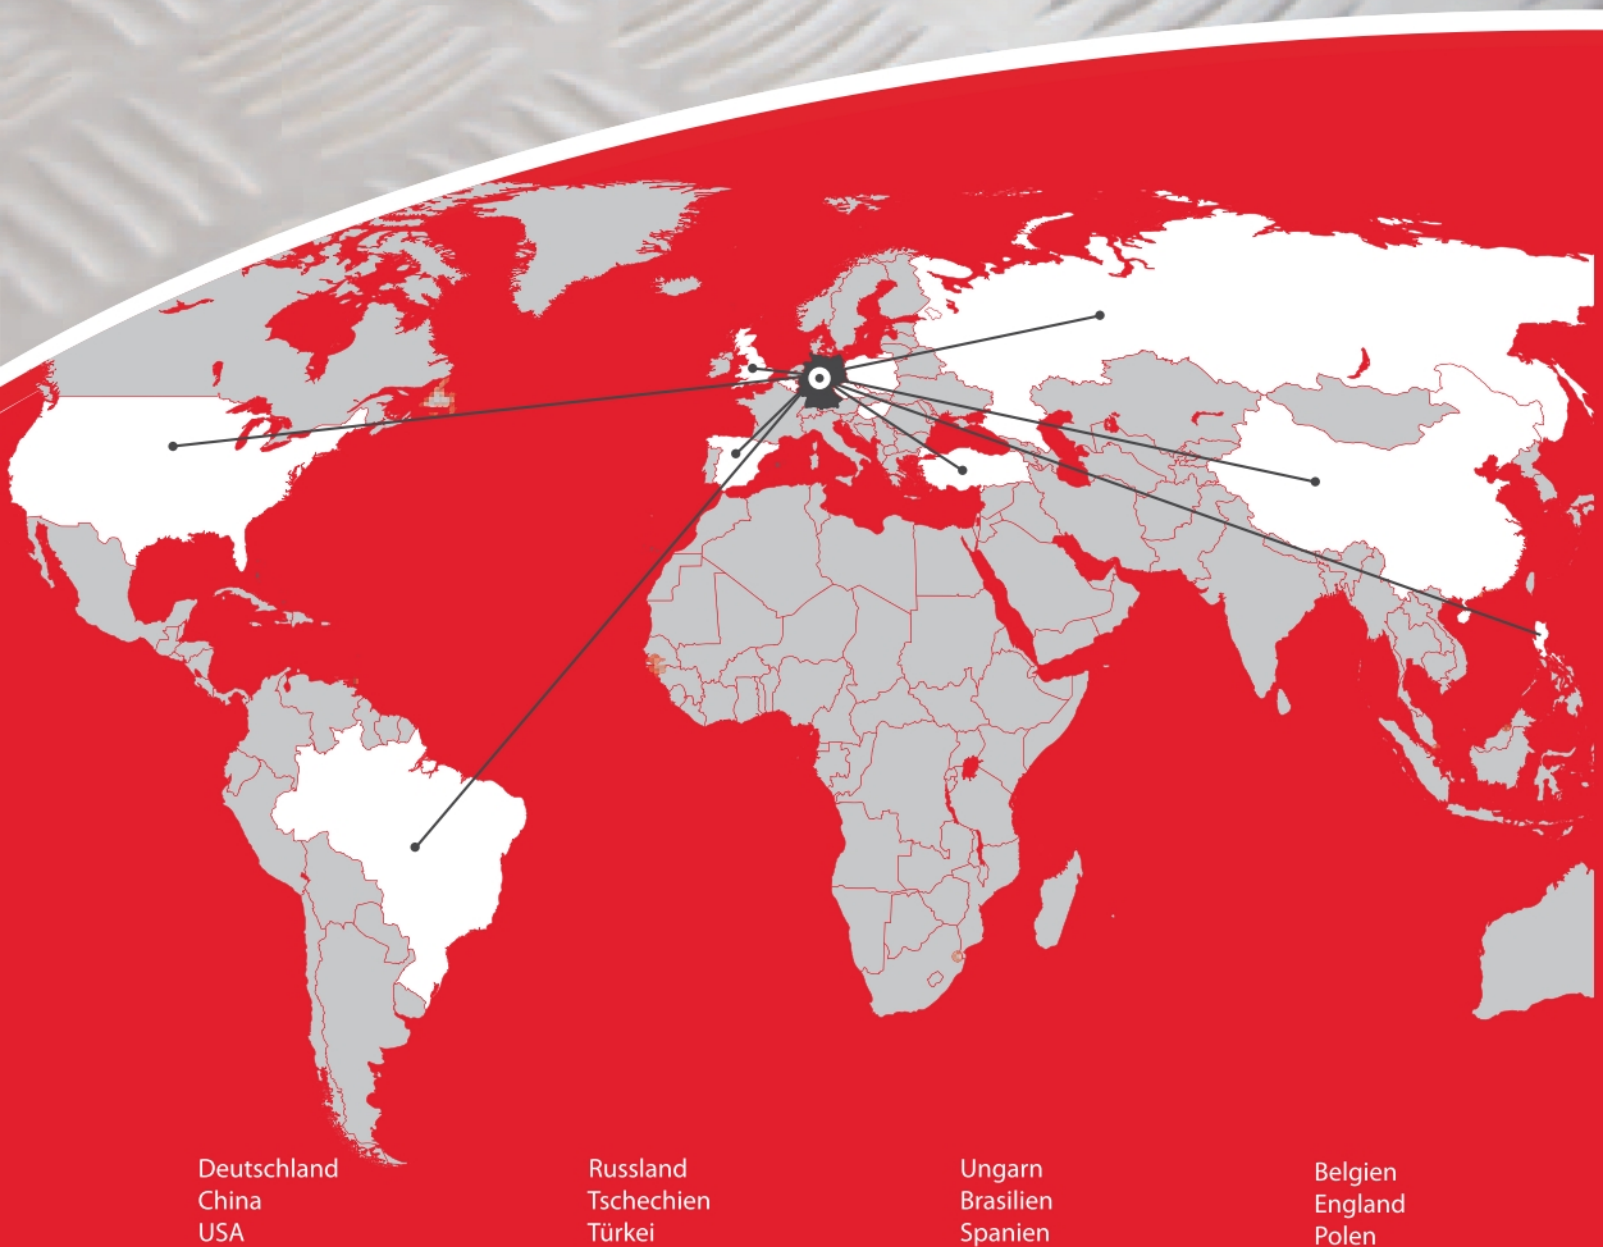 Deutschland
China
USA
Russland
Tschechien
Türkei
Ungarn
Brasilien
Spanien
Belgien
England
Polen